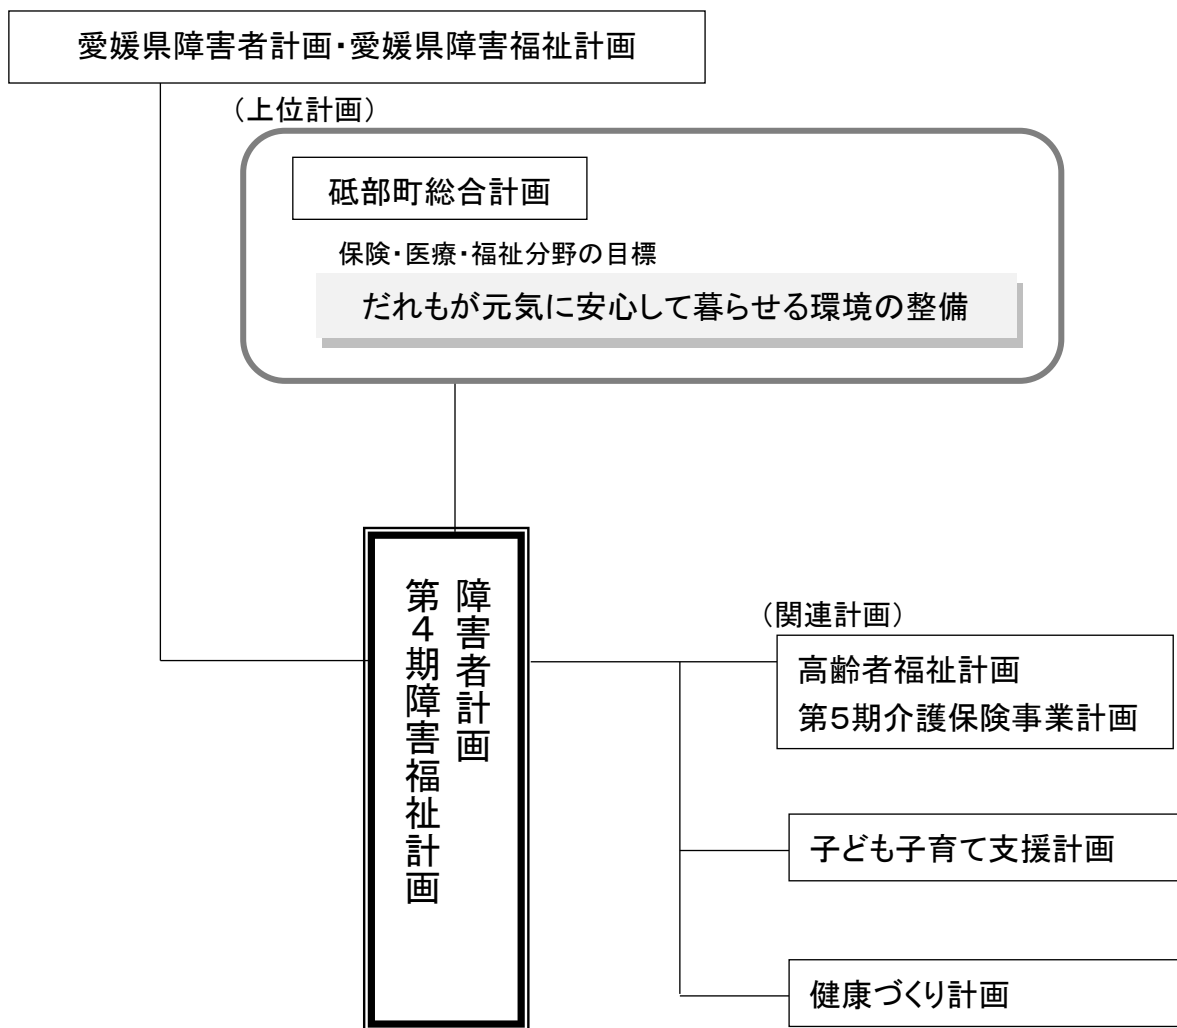 愛媛県障害者計画・愛媛県障害福祉計画
（上位計画）
砥部町総合計画
保険・医療・福祉分野の目標
だれもが元気に安心して暮らせる環境の整備
障害者計画
第４期障害福祉計画
（関連計画）
高齢者福祉計画
第５期介護保険事業計画
子ども子育て支援計画
健康づくり計画